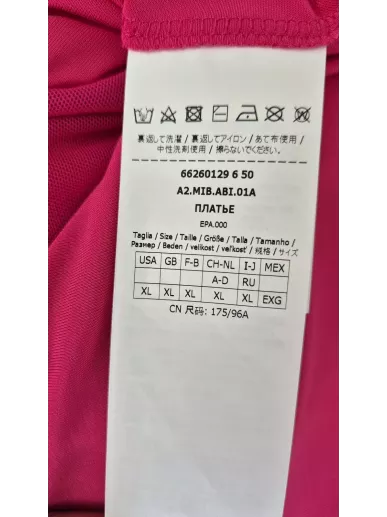 裏返して洗濯 / 裏返してアイロン / あて布使用 /
中性洗剤使用 / 擦らないでください。
66260129 6 50
A2.MIB.ABI.01A
ПЛАТЬЕ
EPA.000
Taglia / Size / Taille / Größe / Talla / Tamanho /
Размер / Beden / velikost / veľkosť / 规格 / サイズ
USA GB F-B CH-NL I-J MEX
A-D RU
XL XL XL XL XL EXG
CN 尺码: 175/96A